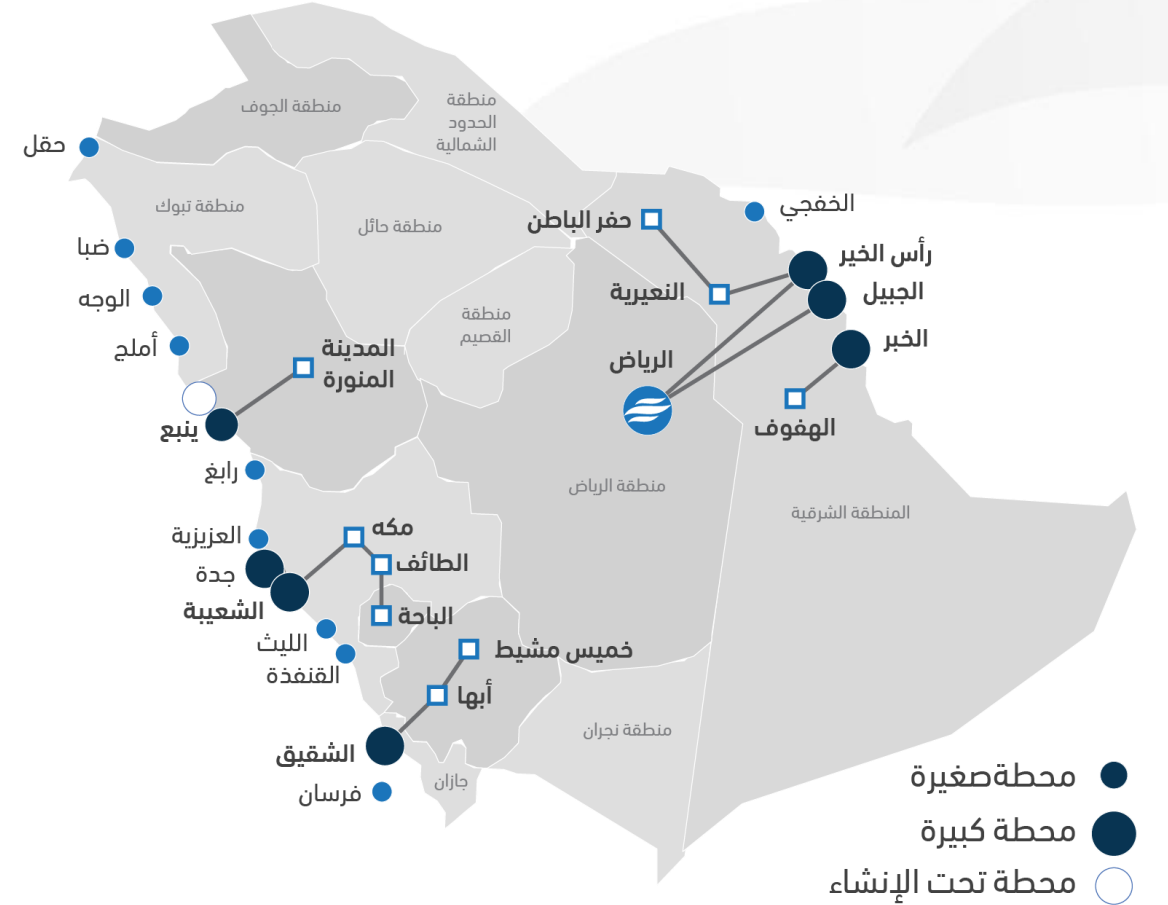 منطقة الجوف
منطقة
الحدود
الشمالية
حقل
منطقة تبوك
منطقة حائل
حفر الباطن
الخفجي
ضبا
رأس الخير
النعيرية
الجبيل
الوجه
منطقة
القصيم
أملج
المدينة
المنورة
الرياض
الخبر
ينبع
الهفوف
رابغ
منطقة الرياض
المنطقة الشرقية
العزيزية
مكه
جدة
الطائف
الشعيبة
الباحة
الليث
خميس مشيط
القنفذة
أبها
منطقة نجران
الشقيق
جازان
فرسان
محطةصغيرة
محطة كبيرة
محطة تحت الإنشاء